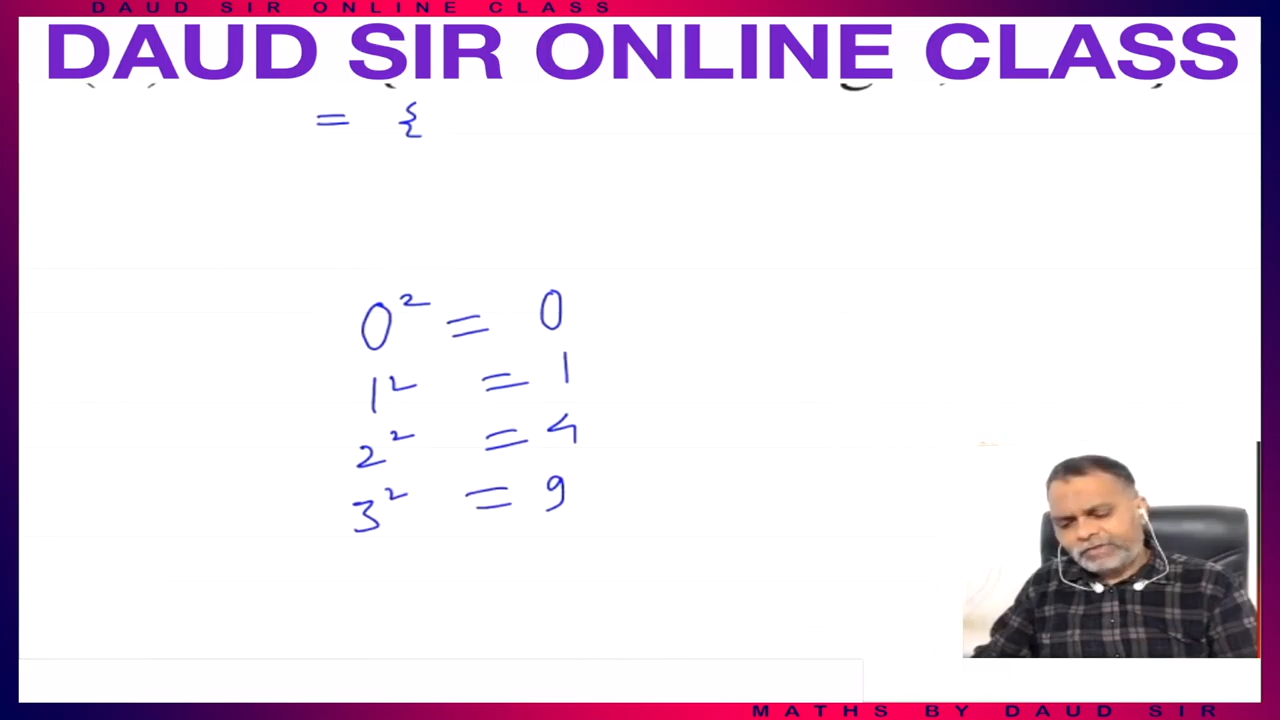 DAUD SIR ONLINE CLASS
DAUD SIR ONLINE CLASS
= {
0² = 0
1² = 1
2² = 4
3² = 9
MATHS BY DAUD SIR